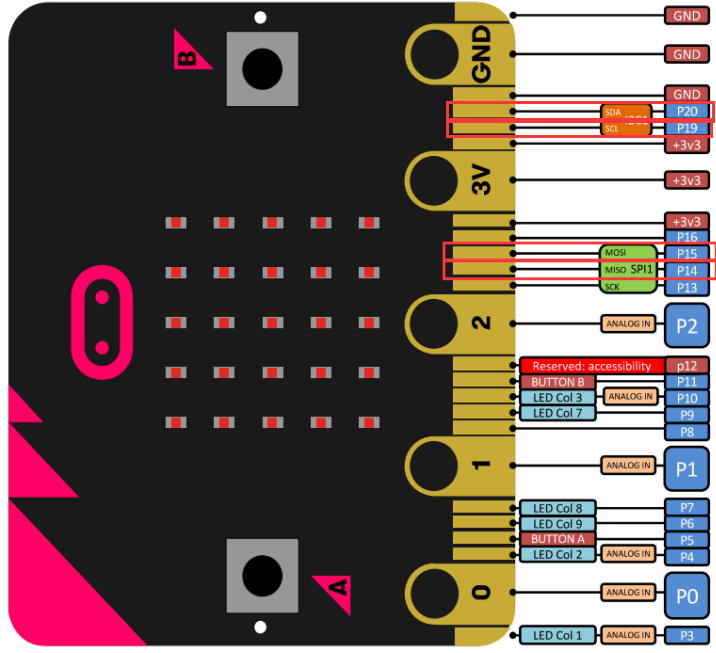 GND
B
GND
GND
GND
SDA I2C1 P20
SCL P19
+3v3
3V
+3v3
+3v3
P16
MOSI P15
MISO SPI1 P14
SCK P13
2 ANALOG IN P2
Reserved: accessibility p12
BUTTON B P11
LED Col 3 ANALOG IN P10
LED Col 7 P9
P8
1 ANALOG IN P1
LED Col 8 P7
LED Col 9 P6
BUTTON A P5
LED Col 2 ANALOG IN P4
A
0 ANALOG IN P0
LED Col 1 ANALOG IN P3